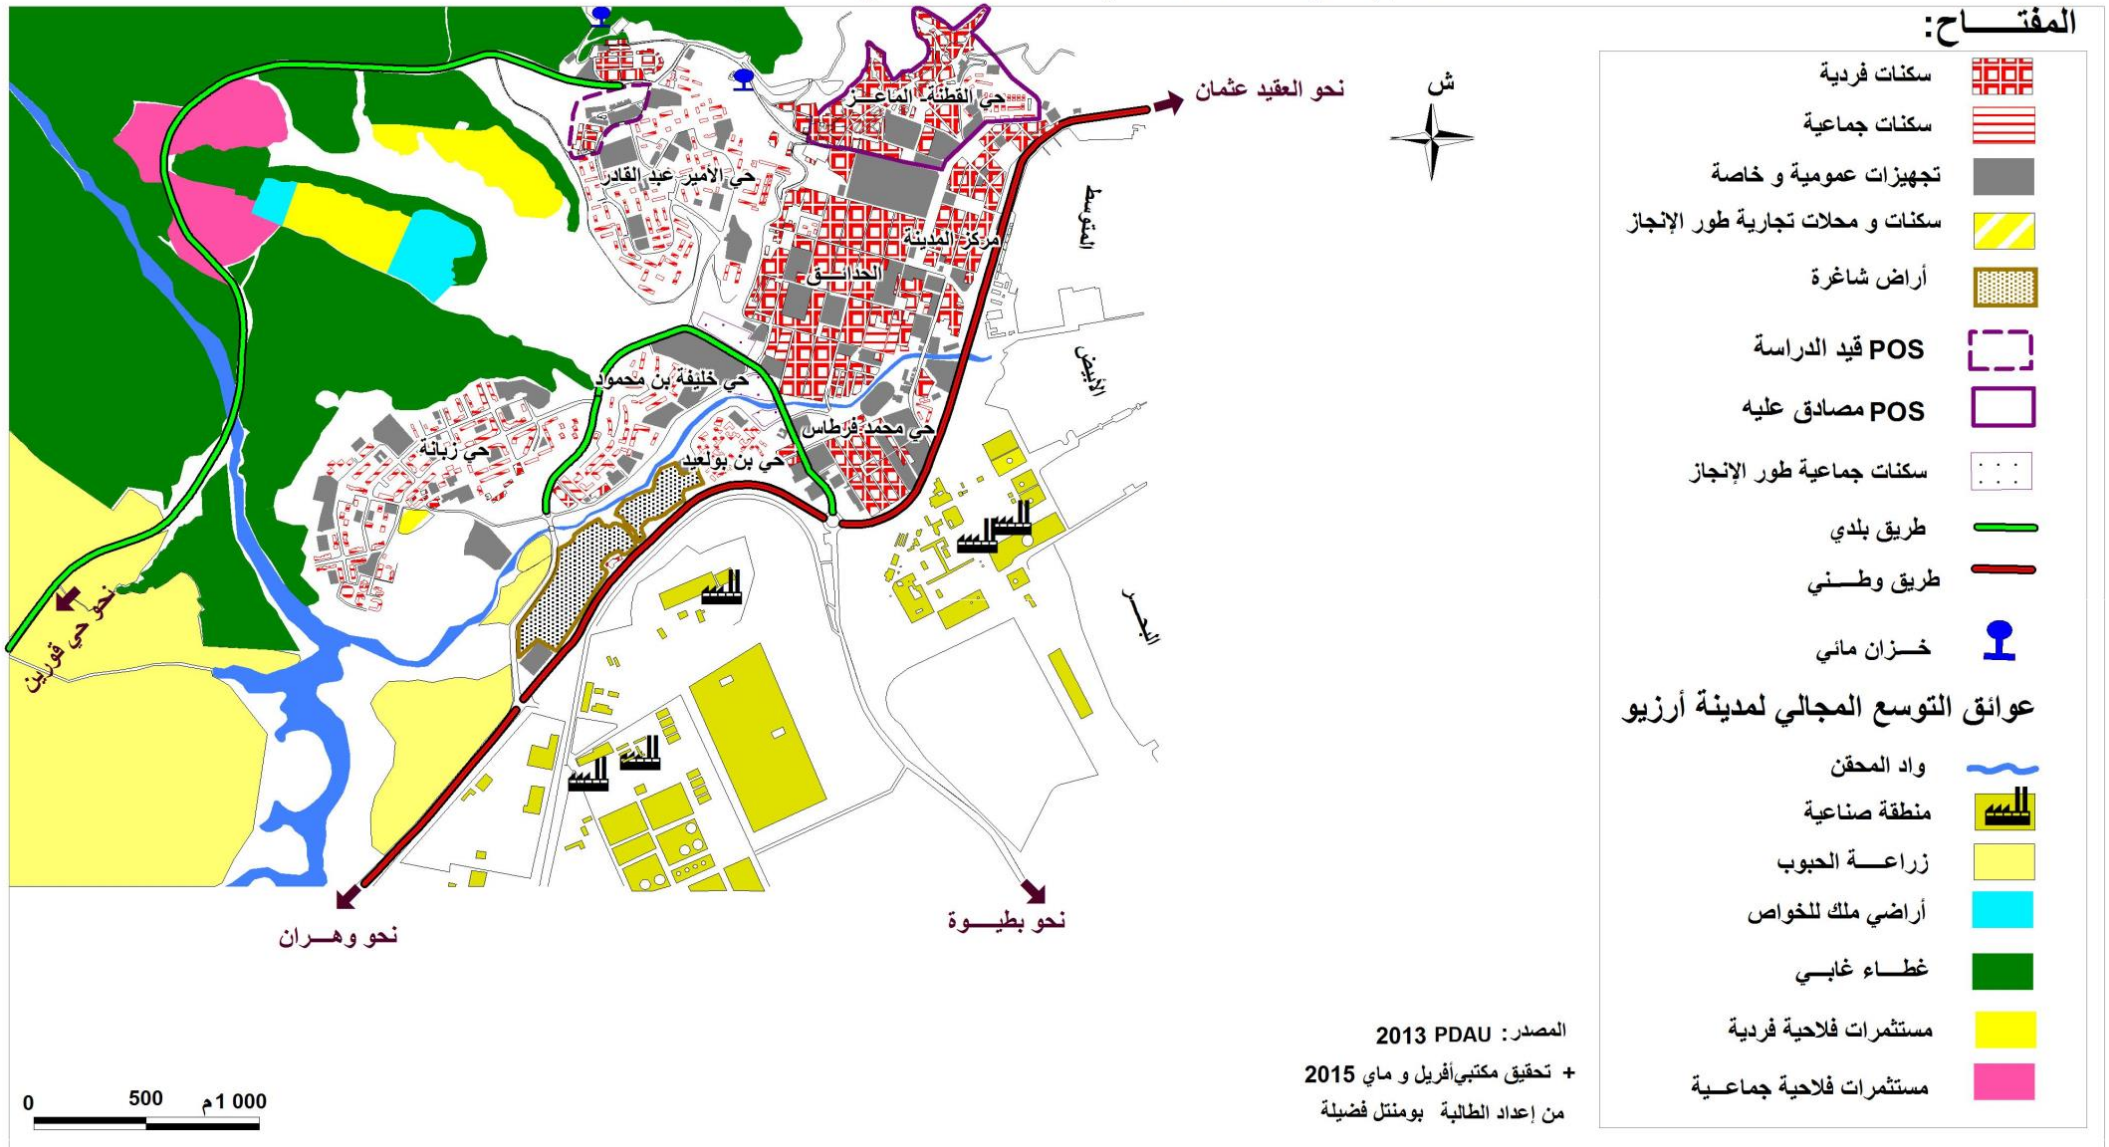 المفتـــــاح:
سكنات فردية
سكنات جماعية
تجهيزات عمومية و خاصة
سكنات و محلات تجارية طور الإنجاز
أراض شاغرة
POS قيد الدراسة
POS مصادق عليه
سكنات جماعية طور الإنجاز
طريق بلدي
طريق وطـــني
خـــزان مائي
عوائق التوسع المجالي لمدينة أرزيو
واد المحقن
منطقة صناعية
زراعـــة الحبوب
أراضي ملك للخواص
غطـــاء غابـــي
مستثمرات فلاحية فردية
مستثمرات فلاحية جماعـــية
ش
نحو العقيد عثمان
حي القطنة- الماعـــز
حي الأمير عبد القادر
مركز المدينة
الحدائـــق
حي خليفة بن محمود
حي محمد فرطاس
حي بن بولعيد
حي زبانة
المتوسط
الأبيض
البحـــر
نحو حي قورين
نحو وهـــران
نحو بطيـــوة
المصدر: PDAU 2013
+ تحقيق مكتبي أفريل و ماي 2015
من إعداد الطالبة بومنتل فضيلة
0 500 1 000 م